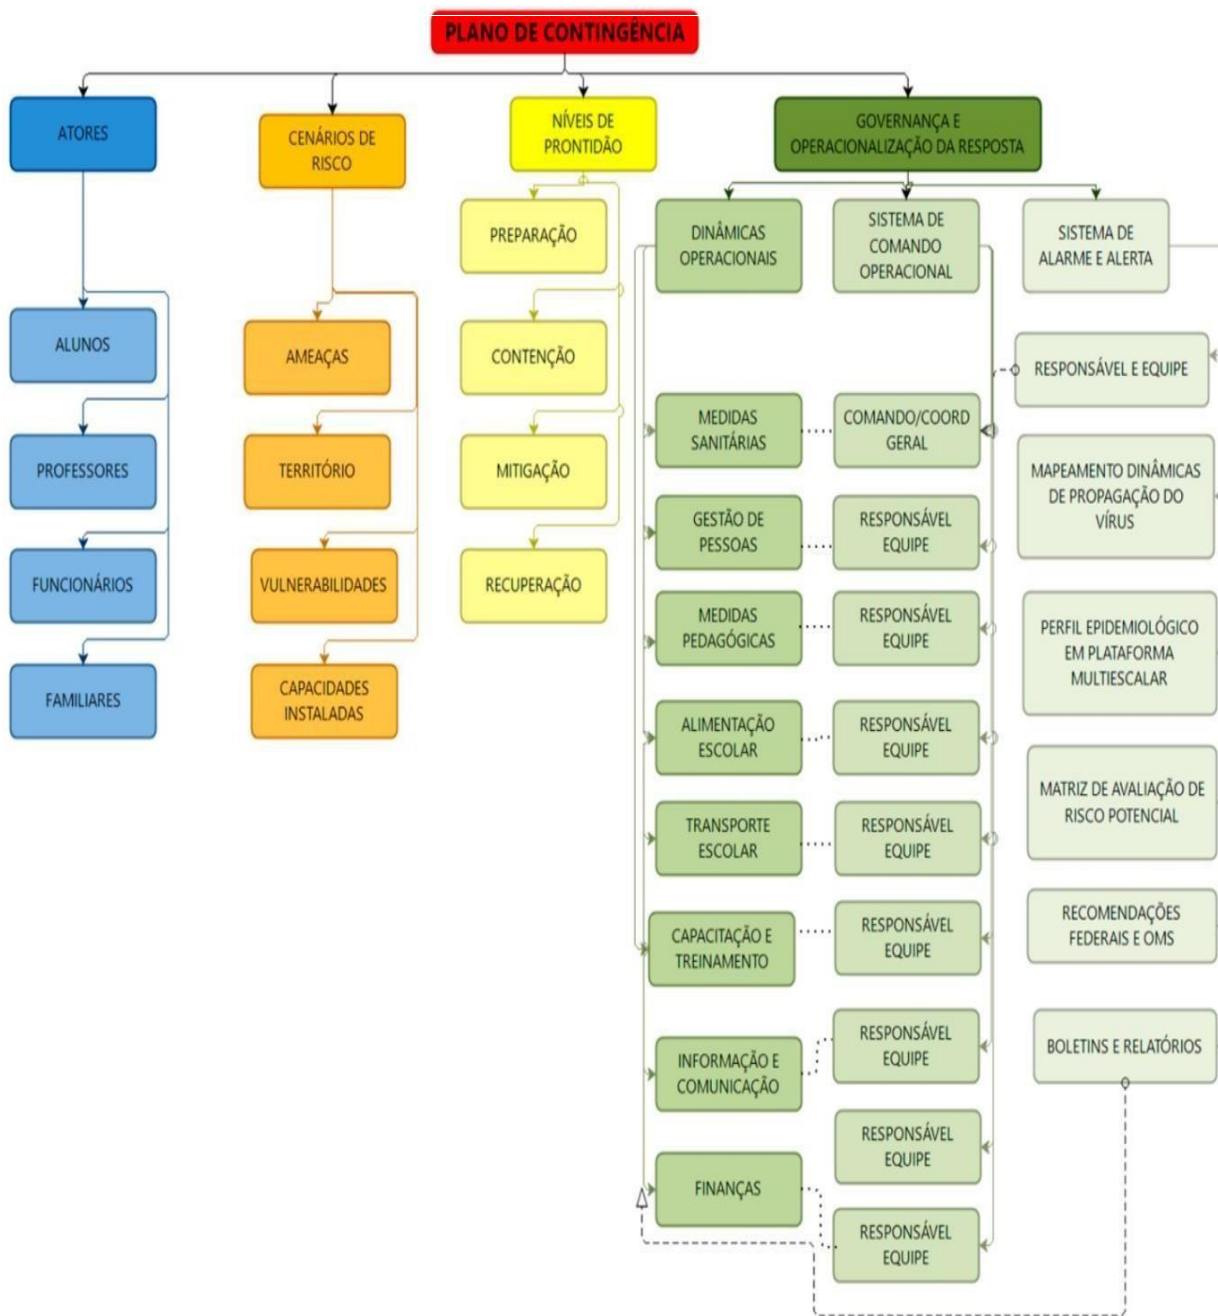 PLANO DE CONTINGÊNCIA
ATORES
ALUNOS
PROFESSORES
FUNCIONÁRIOS
FAMILIARES
CENÁRIOS DE
RISCO
AMEAÇAS
TERRITÓRIO
VULNERABILIDADES
CAPACIDADES
INSTALADAS
NÍVEIS DE
PRONTIDÃO
PREPARAÇÃO
CONTENÇÃO
MITIGAÇÃO
RECUPERAÇÃO
GOVERNANÇA E
OPERACIONALIZAÇÃO DA RESPOSTA
DINÂMICAS
OPERACIONAIS
MEDIDAS
SANITÁRIAS
GESTÃO DE
PESSOAS
MEDIDAS
PEDAGÓGICAS
ALIMENTAÇÃO
ESCOLAR
TRANSPORTE
ESCOLAR
CAPACITAÇÃO E
TREINAMENTO
INFORMAÇÃO E
COMUNICAÇÃO
FINANÇAS
SISTEMA DE
COMANDO
OPERACIONAL
COMANDO/COORD
GERAL
RESPONSÁVEL
EQUIPE
RESPONSÁVEL
EQUIPE
RESPONSÁVEL
EQUIPE
RESPONSÁVEL
EQUIPE
RESPONSÁVEL
EQUIPE
RESPONSÁVEL
EQUIPE
RESPONSÁVEL
EQUIPE
RESPONSÁVEL
EQUIPE
SISTEMA DE
ALARME E ALERTA
RESPONSÁVEL E EQUIPE
MAPEAMENTO DINÂMICAS
DE PROPAGAÇÃO DO
VÍRUS
PERFIL EPIDEMIOLÓGICO
EM PLATAFORMA
MULTIESCALAR
MATRIZ DE AVALIAÇÃO DE
RISCO POTENCIAL
RECOMENDAÇÕES
FEDERAIS E OMS
BOLETINS E RELATÓRIOS